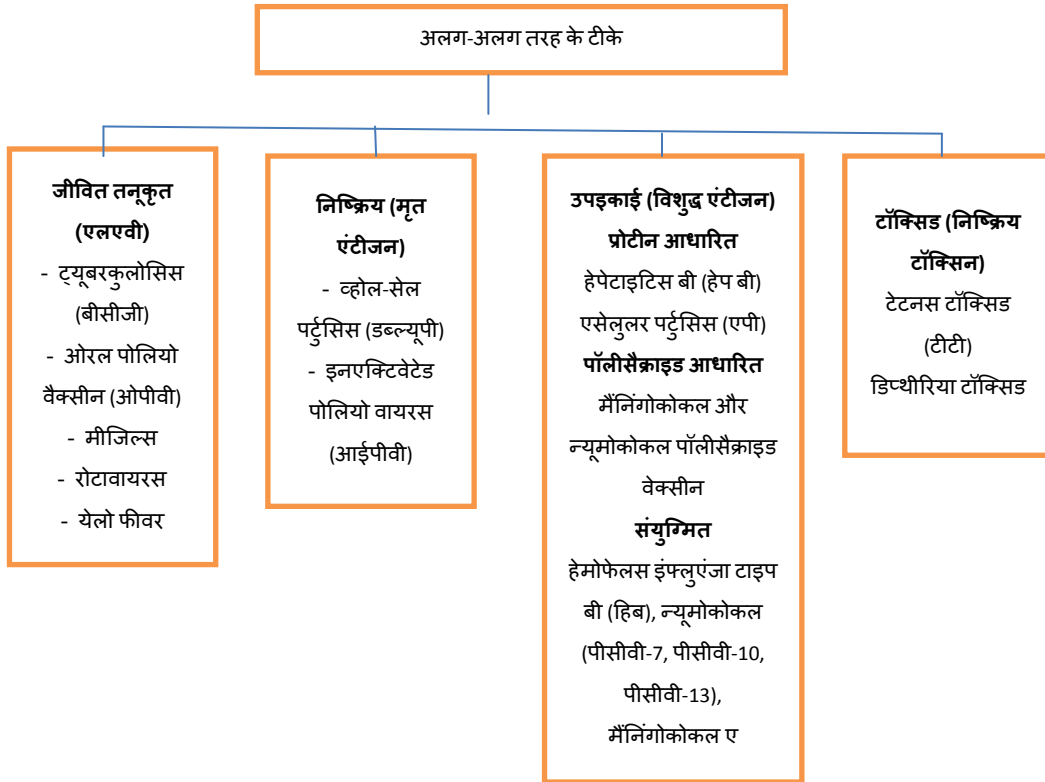 अलग-अलग तरह के टीके
जीवित तनूकृत
(एलएवी)
- ट्यूबरकुलोसिस
(बीसीजी)
- ओरल पोलियो
वैक्सीन (ओपीवी)
- मीजिल्स
- रोटावायरस
- येलो फीवर
निष्क्रिय (मृत
एंटीजन)
- व्होल-सेल
पर्टुसिस (डब्ल्यूपी)
- इनएक्टिवेटेड
पोलियो वायरस
(आईपीवी)
उपइकाई (विशुद्ध एंटीजन)
प्रोटीन आधारित
हेपेटाइटिस बी (हेप बी)
एसेलुलर पर्टुसिस (एपी)
पॉलीसैक्राइड आधारित
मैंनिंगोकोकल और
न्यूमोकोकल पॉलीसैक्राइड
वेक्सीन
संयुग्मित
हेमोफेलस इंफ्लुएंजा टाइप
बी (हिब), न्यूमोकोकल
(पीसीवी-7, पीसीवी-10,
पीसीवी-13),
मैंनिंगोकोकल ए
टॉक्सिड (निष्क्रिय
टॉक्सिन)
टेटनस टॉक्सिड
(टीटी)
डिप्थीरिया टॉक्सिड